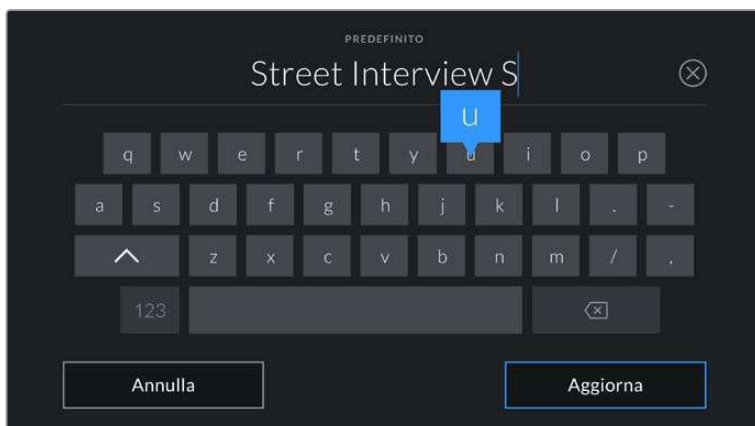 PREDEFINITO
Street Interview S
u
q w e r t y u i o p
a s d f g h j k l . -
z x c v b n m / ,
123
Annulla Aggiorna